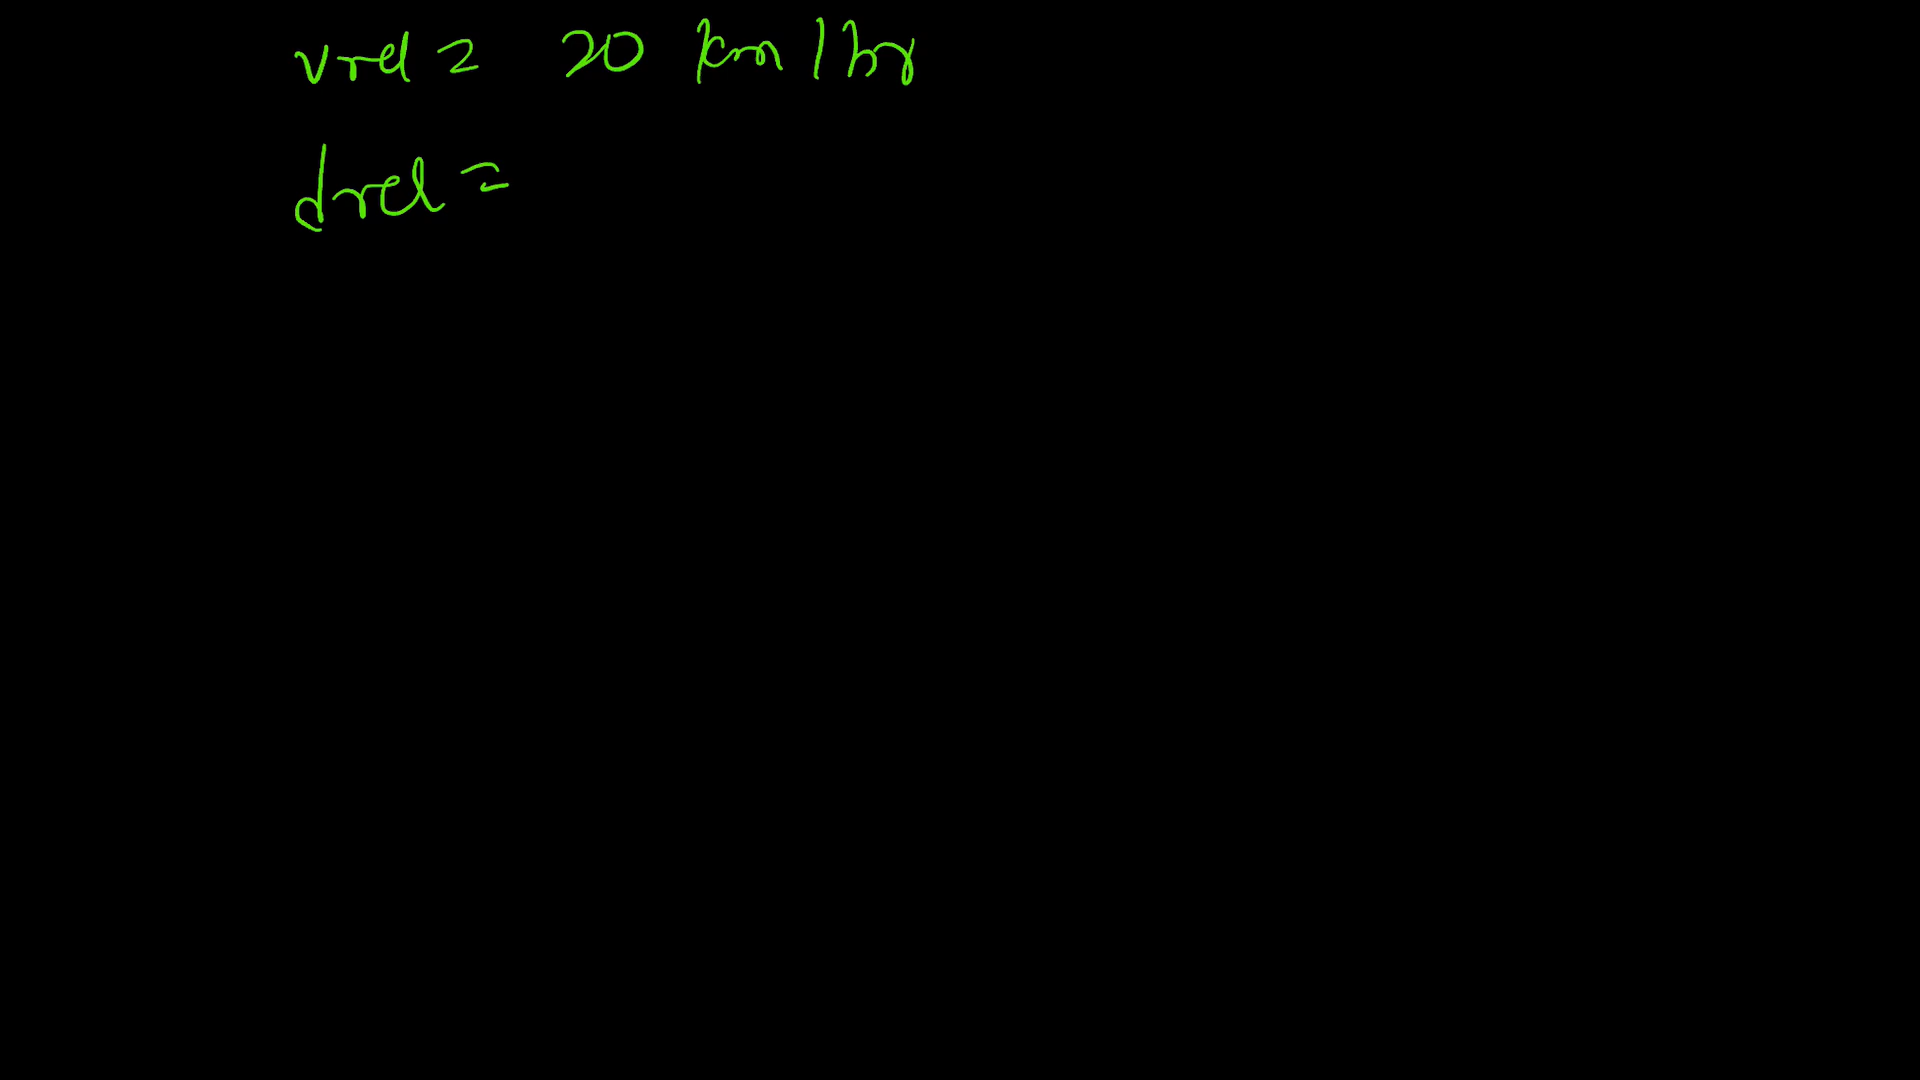 vrel = 20 km/hr
drel =